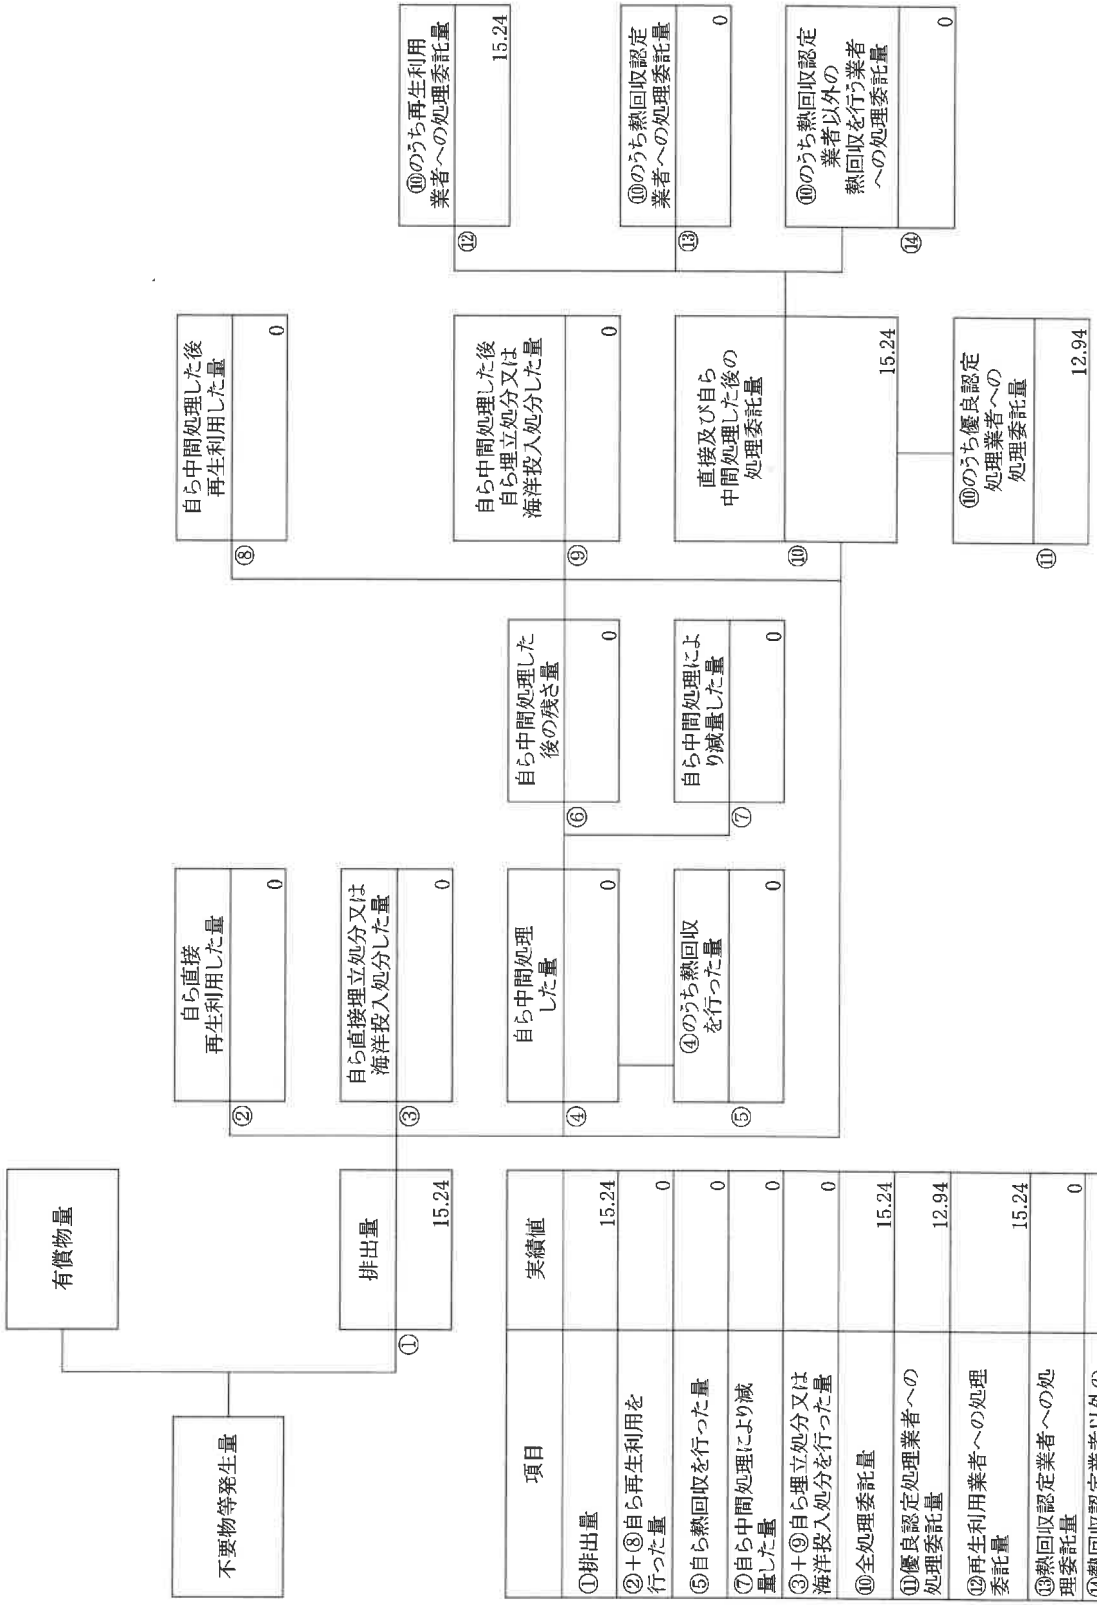 不要物等発生量
有償物量
排出量
①
15.24
自ら直接
再生利用した量
②
0
自ら直接埋立処分又は
海洋投入処分した量
③
0
自ら中間処理
した量
④
0
④のうち熱回収
を行った量
⑤
0
自ら中間処理した
後の残さ量
⑥
0
自ら中間処理によ
り減量した量
⑦
0
自ら中間処理した後
再生利用した量
⑧
0
自ら中間処理した後
自ら埋立処分又は
海洋投入処分した量
⑨
0
直接及び自ら
中間処理した後の
処理委託量
⑩
15.24
⑩のうち優良認定
処理業者への
処理委託量
⑪
12.94
⑩のうち再生利用
業者への処理委託量
⑫
15.24
⑩のうち熱回収認定
業者への処理委託量
⑬
0
⑩のうち熱回収認定
業者以外の
熱回収を行う業者
への処理委託量
⑭
0
項目 実績値
①排出量 15.24
②+⑧自ら再生利用を
行った量 0
⑤自ら熱回収を行った量 0
⑦自ら中間処理により減
量した量 0
③+⑨自ら埋立処分又は
海洋投入処分を行った量 0
⑩全処理委託量 15.24
⑪優良認定処理業者への
処理委託量 12.94
⑫再生利用業者への処理
委託量 15.24
⑬熱回収認定業者への処
理委託量 0
⑭熱回収認定業者以外の